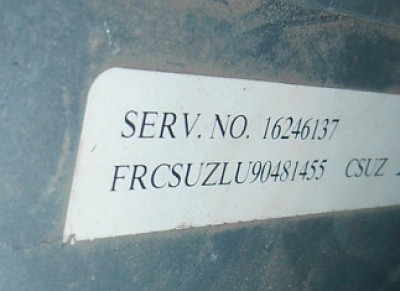 SERV. NO. 16246137
FRCSUZLU90481455 CSUZ